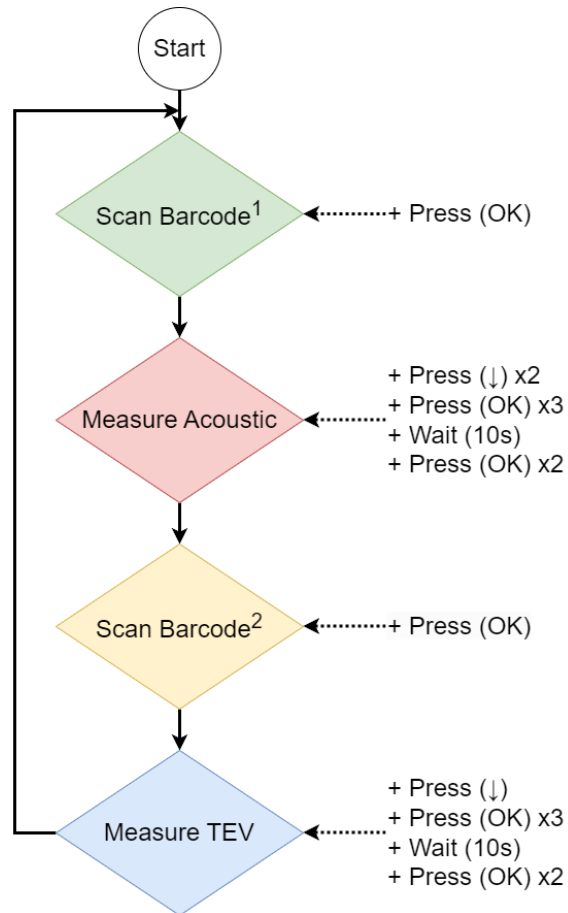 Start
Scan Barcode¹
+ Press (OK)
Measure Acoustic
+ Press (↓) x2
+ Press (OK) x3
+ Wait (10s)
+ Press (OK) x2
Scan Barcode²
+ Press (OK)
Measure TEV
+ Press (↓)
+ Press (OK) x3
+ Wait (10s)
+ Press (OK) x2